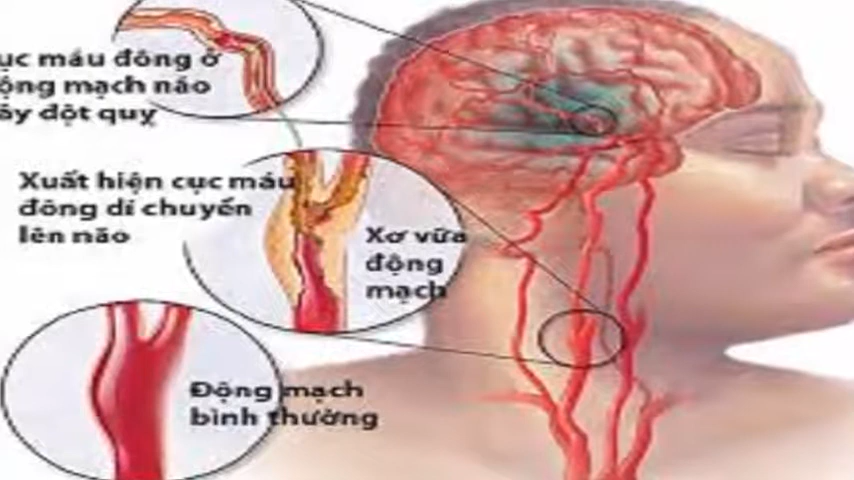 ục máu đông ở
ộng mạch não
ây đột quỵ
Xuất hiện cục máu
đông di chuyển
lên não
Xơ vữa
động
mạch
Động mạch
bình thường